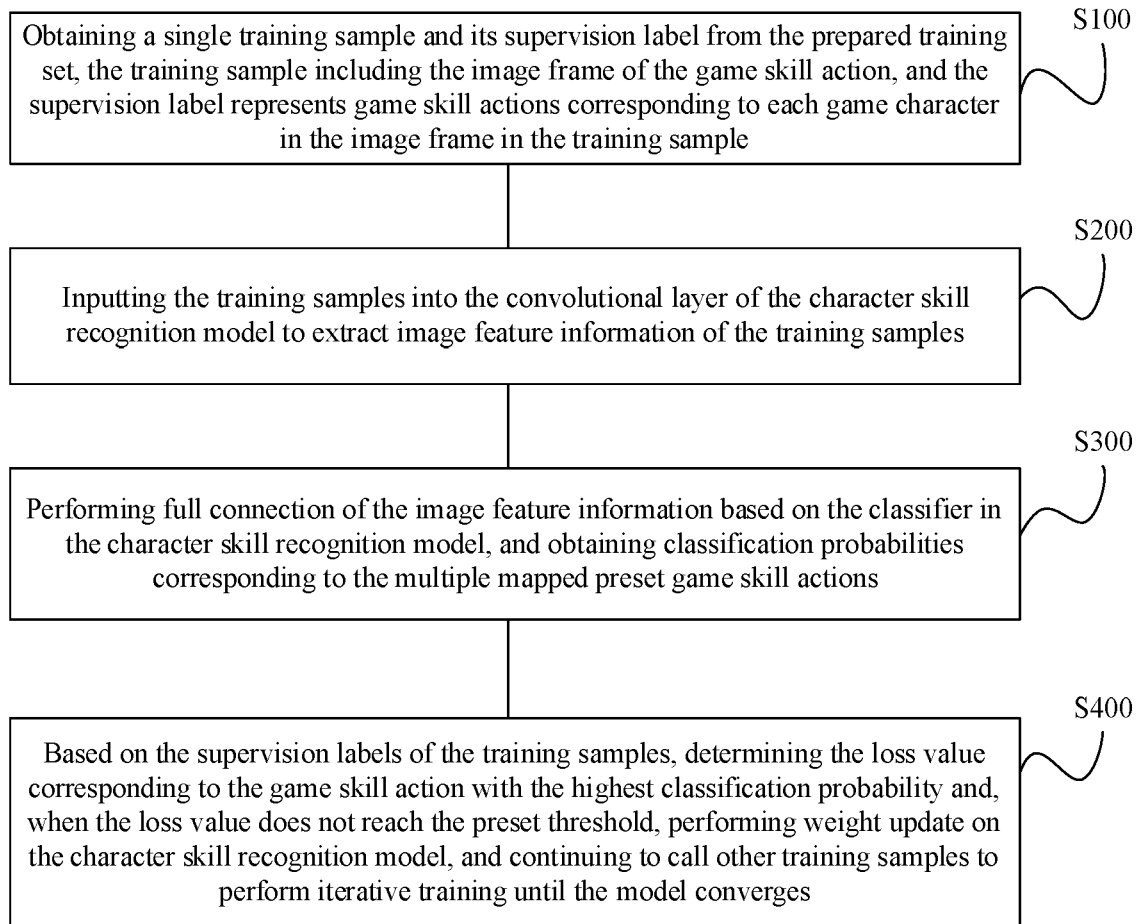 S100
Obtaining a single training sample and its supervision label from the prepared training
set, the training sample including the image frame of the game skill action, and the
supervision label represents game skill actions corresponding to each game character
in the image frame in the training sample
S200
Inputting the training samples into the convolutional layer of the character skill
recognition model to extract image feature information of the training samples
S300
Performing full connection of the image feature information based on the classifier in
the character skill recognition model, and obtaining classification probabilities
corresponding to the multiple mapped preset game skill actions
S400
Based on the supervision labels of the training samples, determining the loss value
corresponding to the game skill action with the highest classification probability and,
when the loss value does not reach the preset threshold, performing weight update on
the character skill recognition model, and continuing to call other training samples to
perform iterative training until the model converges